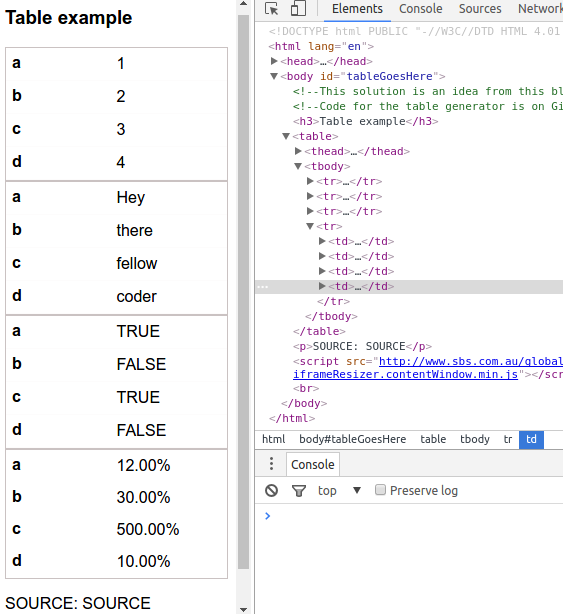 Table example
a 1
b 2
c 3
d 4
a Hey
b there
c fellow
d coder
a TRUE
b FALSE
c TRUE
d FALSE
a 12.00%
b 30.00%
c 500.00%
d 10.00%
SOURCE: SOURCE
Elements Console Sources Network
<!DOCTYPE html PUBLIC "-//W3C//DTD HTML 4.01
<html lang="en">
<head>…</head>
<body id="tableGoesHere">
<!--This solution is an idea from this bl
<!--Code for the table generator is on Gi
<h3>Table example</h3>
<table>
<thead>…</thead>
<tbody>
<tr>…</tr>
<tr>…</tr>
<tr>…</tr>
<tr>
<td>…</td>
<td>…</td>
<td>…</td>
… <td>…</td>
</tr>
</tbody>
</table>
<p>SOURCE: SOURCE</p>
<script src="http://www.sbs.com.au/global
iframeResizer.contentWindow.min.js"></scr
<br>
</body>
</html>
html body#tableGoesHere table tbody tr td
Console
top Preserve log
>